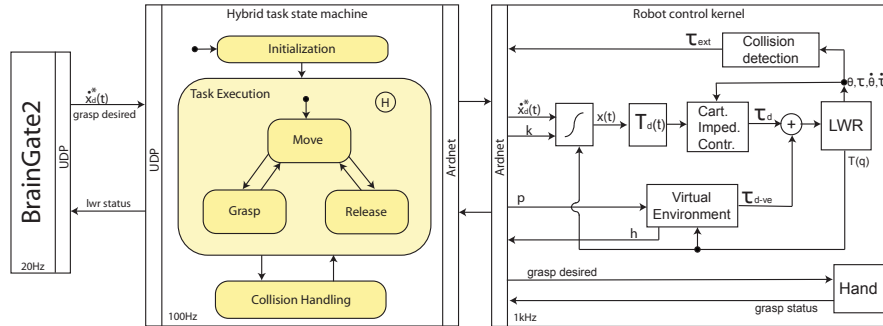 Hybrid task state machine
Robot control kernel
BrainGate2
20Hz
UDP
ẋ*d(t)
grasp desired
lwr status
UDP
Initialization
Task Execution
H
Move
Grasp
Release
Collision Handling
100Hz
Ardnet
Ardnet
τext
Collision detection
θ, τ, θ̇, τ̇
ẋ*d(t)
k
x(t)
Td(t)
Cart.
Imped.
Contr.
τd
+
LWR
T(q)
p
Virtual
Environment
τd-ve
h
grasp desired
Hand
grasp status
1kHz